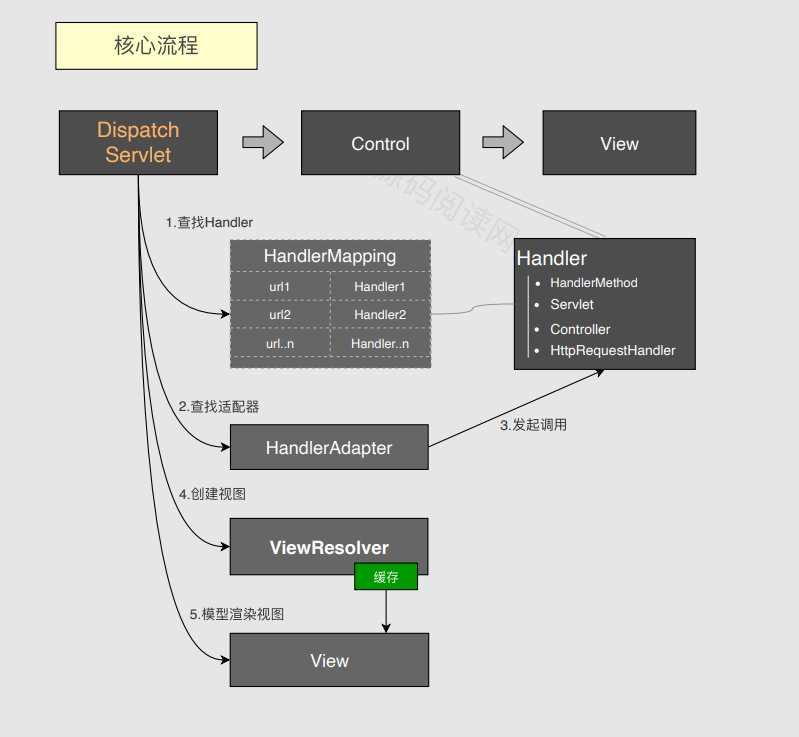 核心流程
Dispatch
Servlet
Control
View
源码阅读网
1.查找Handler
HandlerMapping
url1 Handler1
url2 Handler2
url..n Handler..n
Handler
• HandlerMethod
• Servlet
• Controller
• HttpRequestHandler
2.查找适配器
HandlerAdapter
3.发起调用
4.创建视图
ViewResolver
缓存
5.模型渲染视图
View